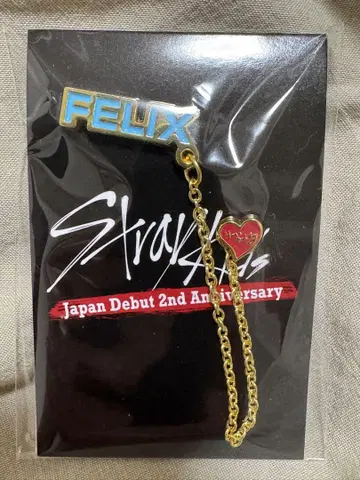 FELIX
Stray Kids
Japan Debut 2nd Anniversary